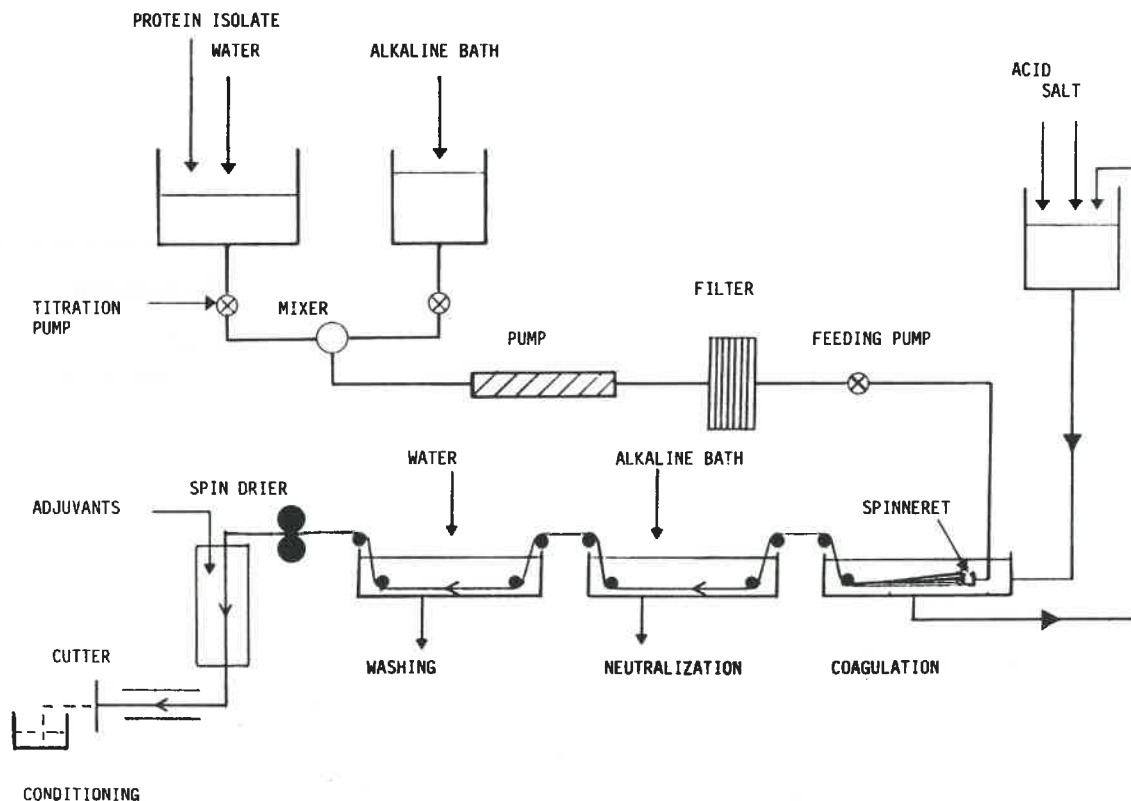 PROTEIN ISOLATE
WATER
ALKALINE BATH
ACID
SALT
TITRATION
PUMP
MIXER
PUMP
FILTER
FEEDING PUMP
WATER
ALKALINE BATH
SPIN DRIER
SPINNERET
ADJUVANTS
WASHING
NEUTRALIZATION
COAGULATION
CUTTER
CONDITIONING